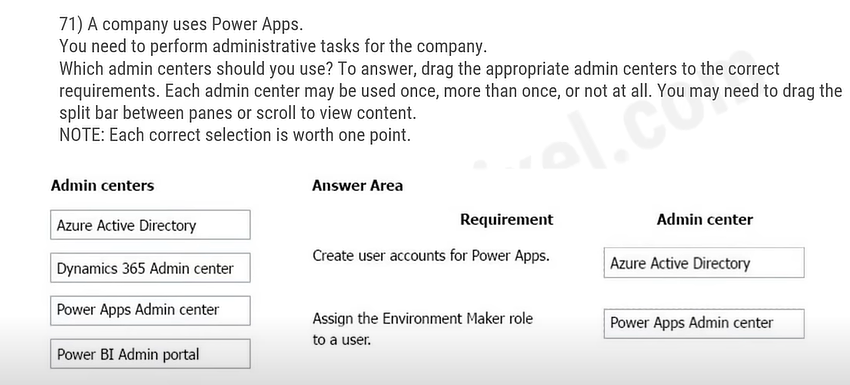 71) A company uses Power Apps.
You need to perform administrative tasks for the company.
Which admin centers should you use? To answer, drag the appropriate admin centers to the correct
requirements. Each admin center may be used once, more than once, or not at all. You may need to drag the
split bar between panes or scroll to view content.
NOTE: Each correct selection is worth one point.
Admin centers
Azure Active Directory
Dynamics 365 Admin center
Power Apps Admin center
Power BI Admin portal
Answer Area
Requirement Admin center
Create user accounts for Power Apps. Azure Active Directory
Assign the Environment Maker role Power Apps Admin center
to a user.